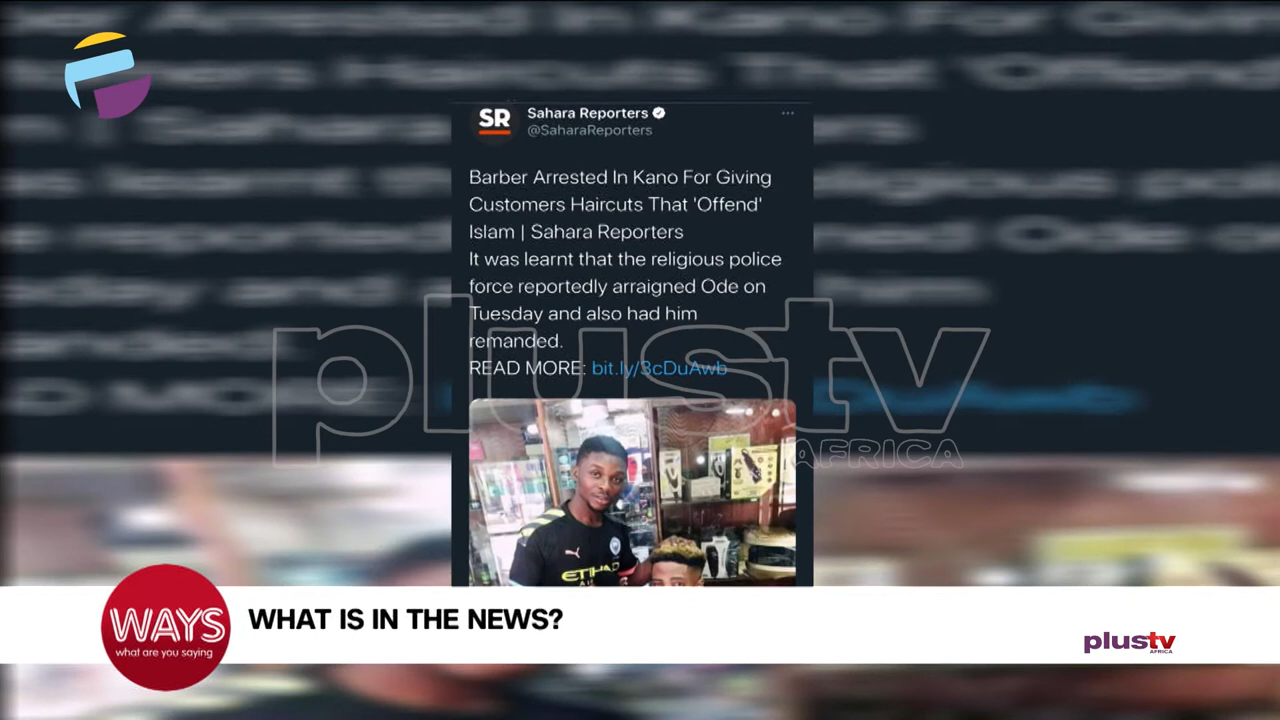 SR
Sahara Reporters
@SaharaReporters
Barber Arrested In Kano For Giving
Customers Haircuts That 'Offend'
Islam | Sahara Reporters
It was learnt that the religious police
force reportedly arraigned Ode on
Tuesday and also had him
remanded.
READ MORE: bit.ly/3cDuAwb
plustv
AFRICA
ETIHAD
WAYS
what are you saying
WHAT IS IN THE NEWS?
plustv
AFRICA